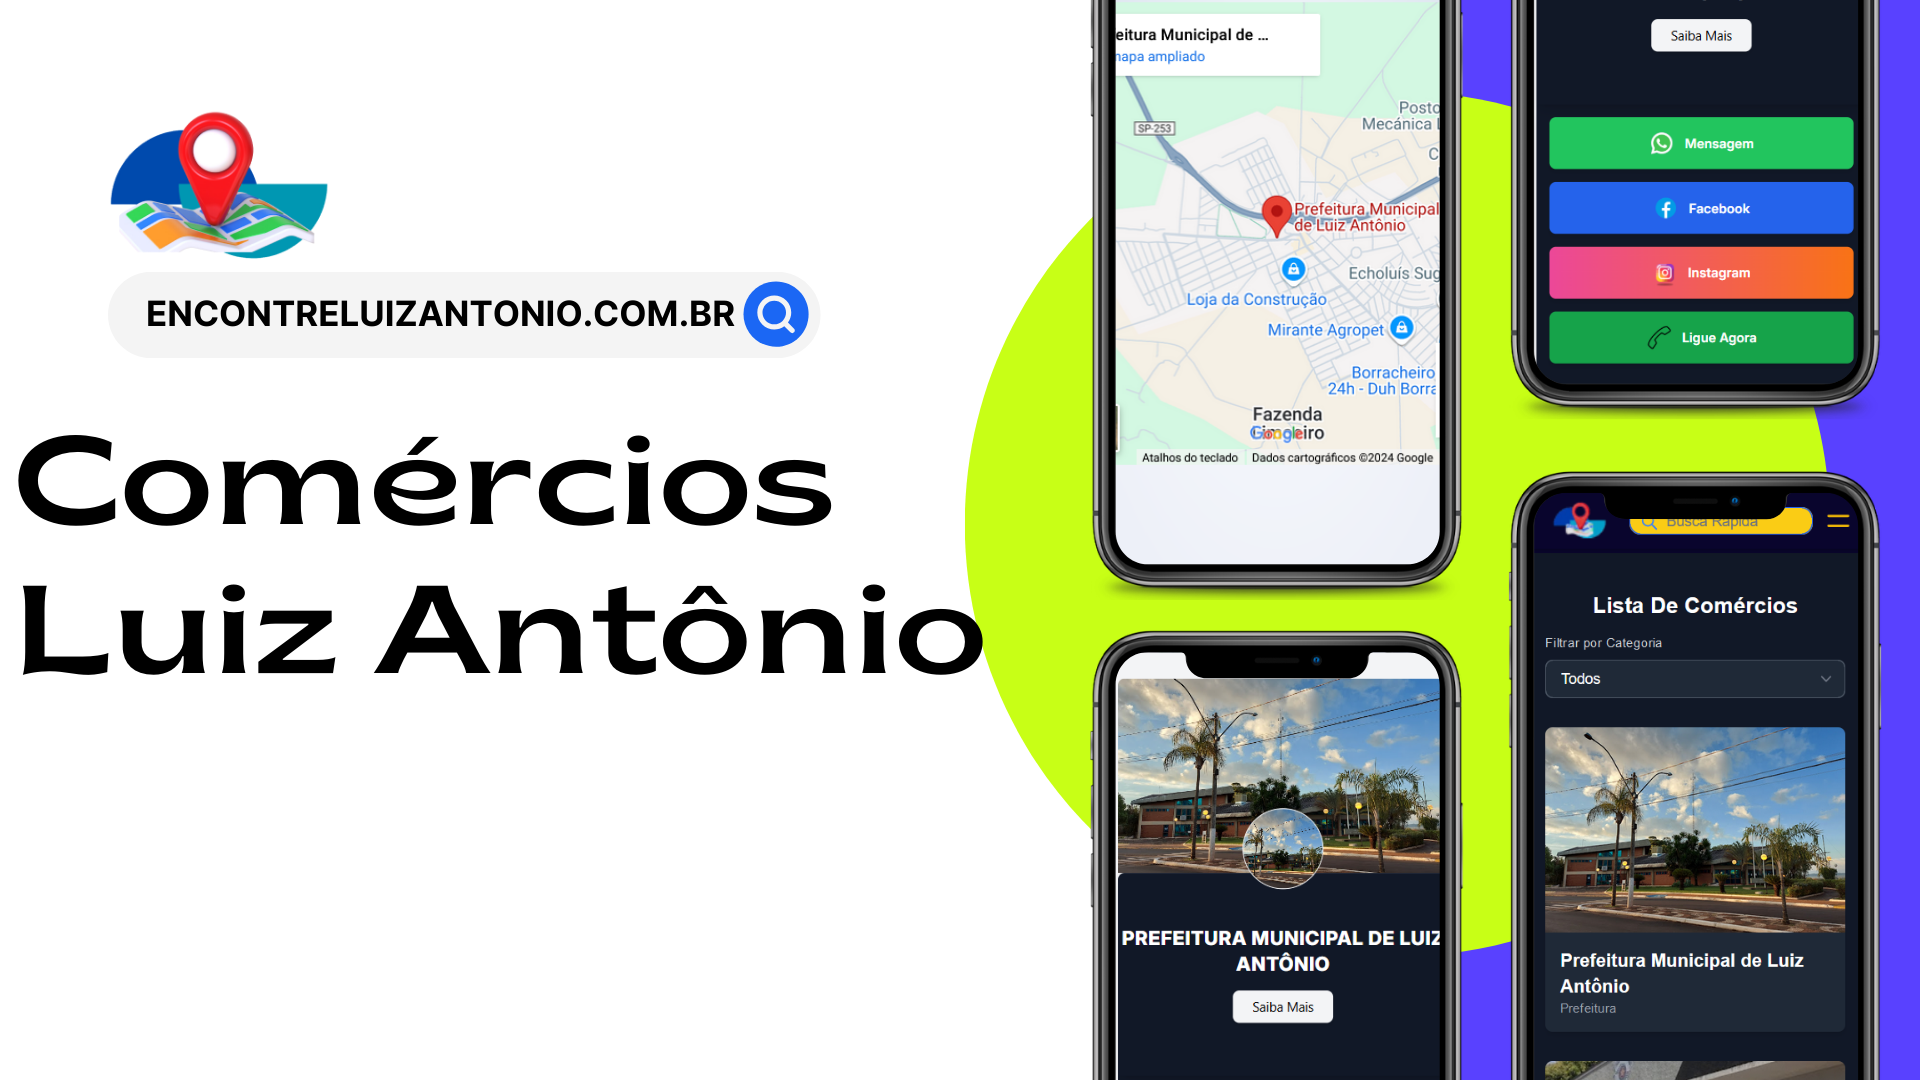 ENCONTRELUIZANTONIO.COM.BR
Comércios
Luiz Antônio
eitura Municipal de ...
napa ampliado
SP-253
Posto
Mecánica
Prefeitura Municipal
de Luiz Antônio
Echoluís Sug
Loja da Construção
Mirante Agropet
Borracheiro
24h - Duh Borra
Fazenda
Google
Atalhos do teclado
Dados cartográficos ©2024 Google
Saiba Mais
Mensagem
Facebook
Instagram
Ligue Agora
PREFEITURA MUNICIPAL DE LUIZ
ANTÔNIO
Saiba Mais
Busca Rápida
Lista De Comércios
Filtrar por Categoria
Todos
Prefeitura Municipal de Luiz
Antônio
Prefeitura